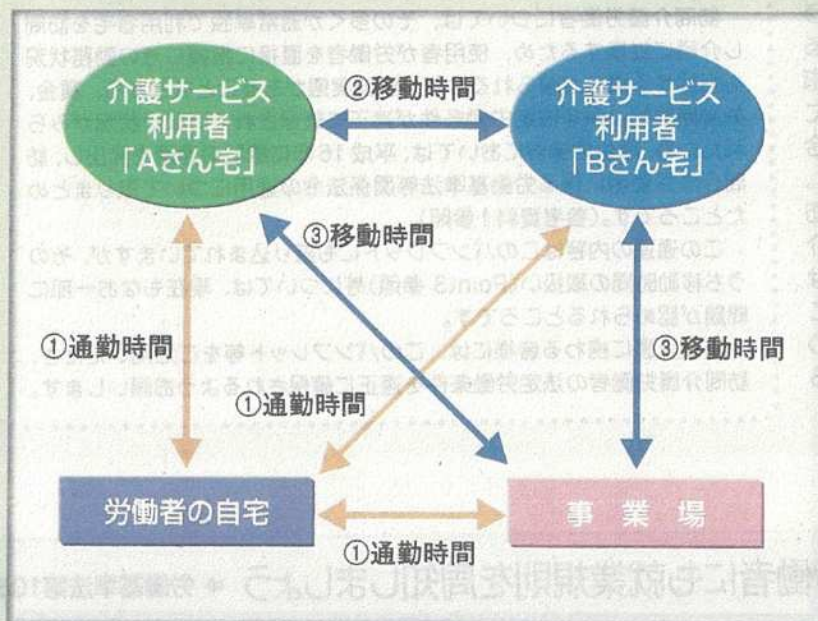 介護サービス
利用者
「Aさん宅」
②移動時間
介護サービス
利用者
「Bさん宅」
③移動時間
①通勤時間
③移動時間
①通勤時間
労働者の自宅
事業場
①通勤時間